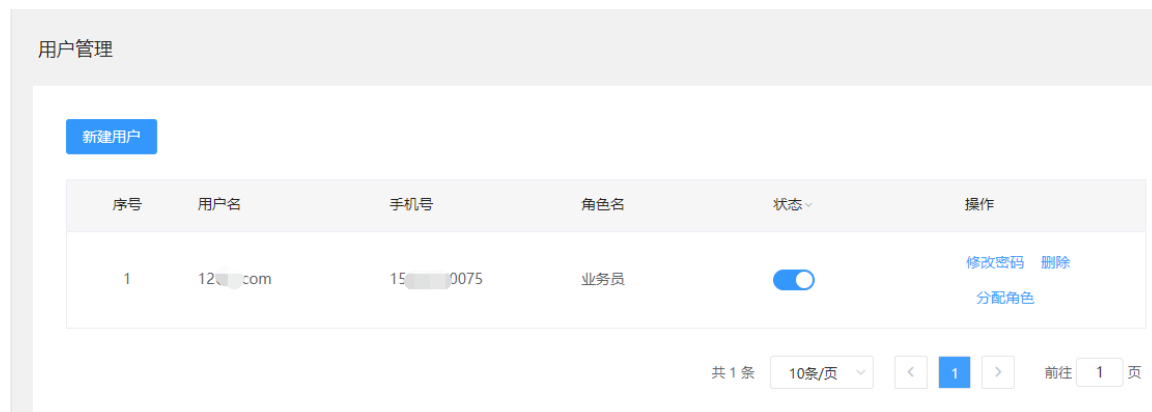 用户管理
新建用户
序号 用户名 手机号 角色名 状态 操作
1 12 com 15 0075 业务员 修改密码 删除
分配角色
共 1 条 10条/页 1 前往 1 页